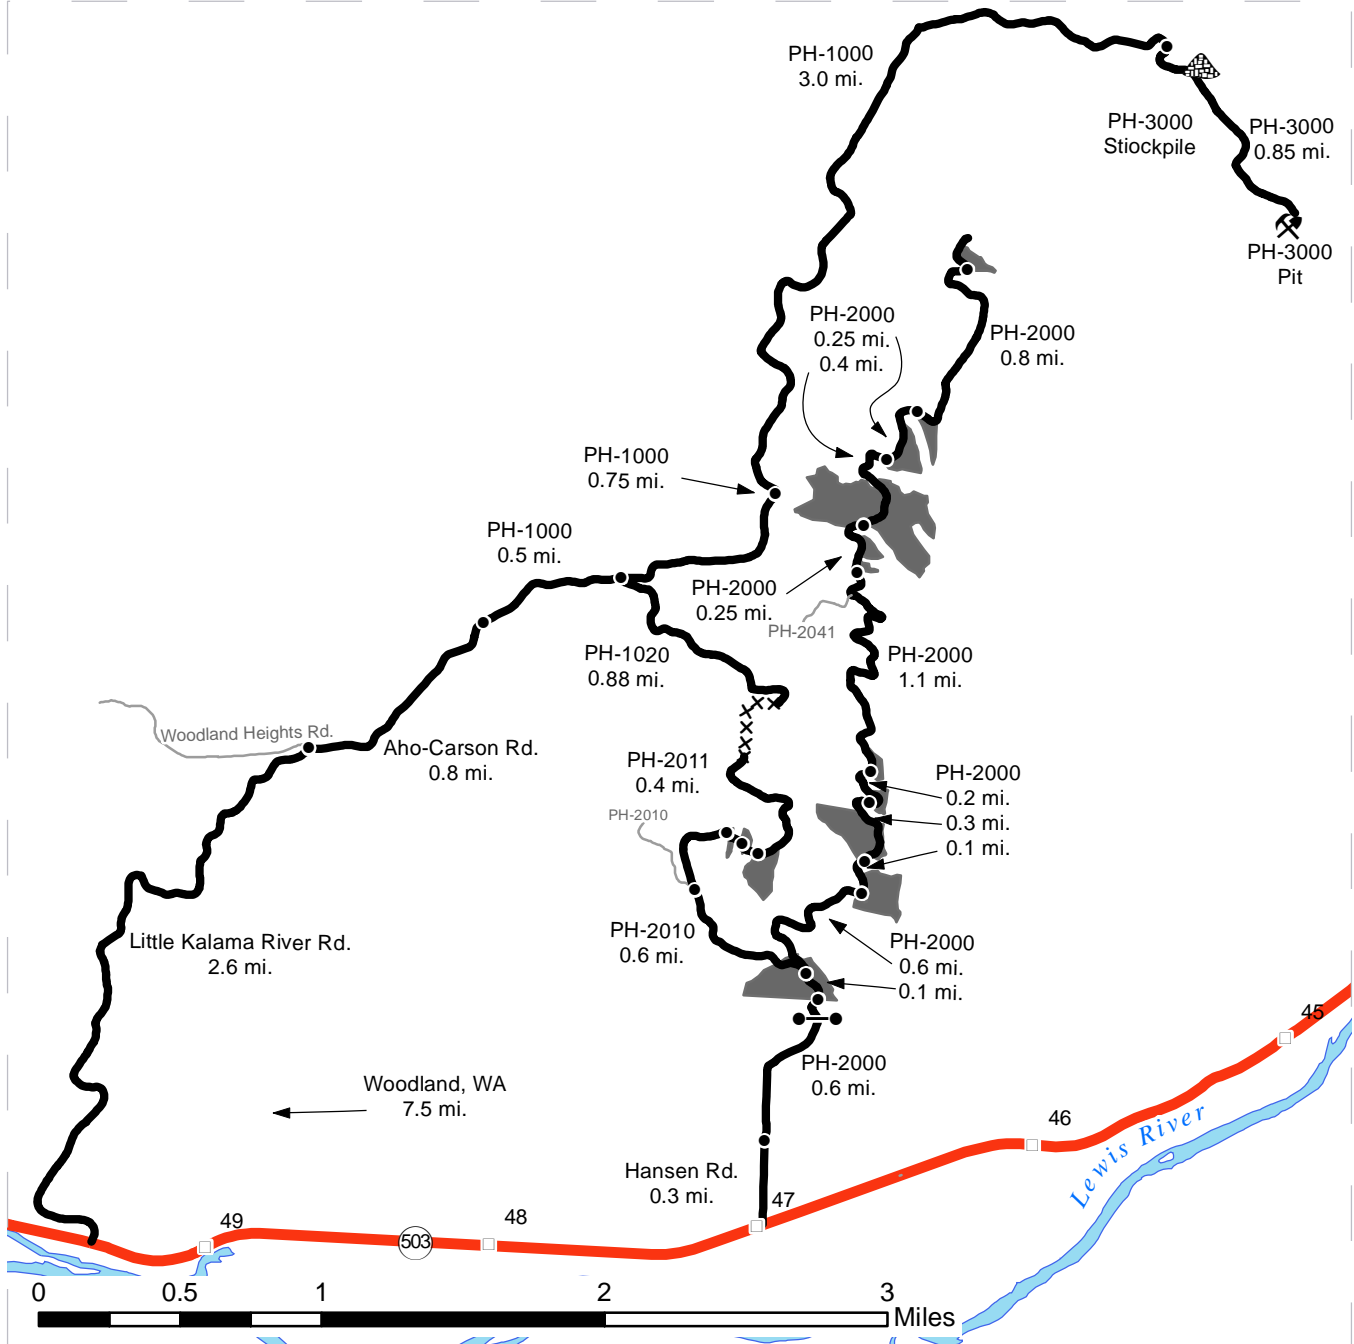 PH-1000
3.0 mi.
PH-3000
Stiockpile
PH-3000
0.85 mi.
PH-3000
Pit
PH-2000
0.25 mi.
0.4 mi.
PH-2000
0.8 mi.
PH-1000
0.75 mi.
PH-1000
0.5 mi.
PH-2000
0.25 mi.
PH-2041
PH-1020
0.88 mi.
PH-2000
1.1 mi.
Woodland Heights Rd.
Aho-Carson Rd.
0.8 mi.
PH-2011
0.4 mi.
PH-2000
0.2 mi.
0.3 mi.
0.1 mi.
PH-2010
Little Kalama River Rd.
2.6 mi.
PH-2010
0.6 mi.
PH-2000
0.6 mi.
0.1 mi.
45
PH-2000
0.6 mi.
Woodland, WA
7.5 mi.
46
Lewis River
Hansen Rd.
0.3 mi.
47
48
49
503
0 0.5 1 2 3
Miles